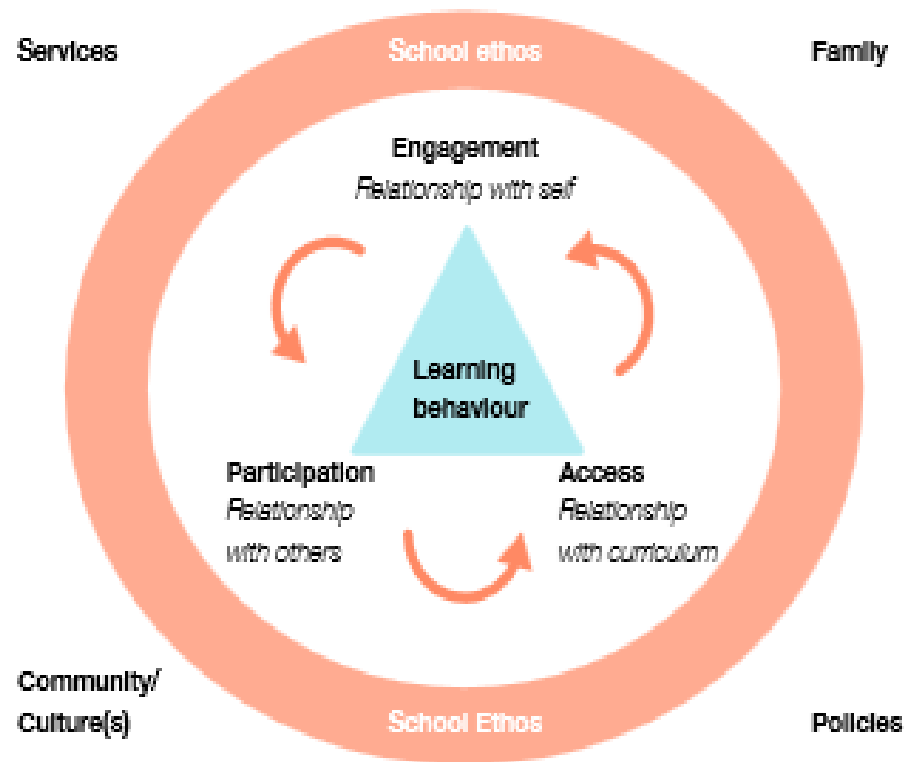 Services
School ethos
Family
Engagement
Relationship with self
Learning
behaviour
Participation
Relationship
with others
Access
Relationship
with curriculum
Community/
Culture(s)
School Ethos
Policies